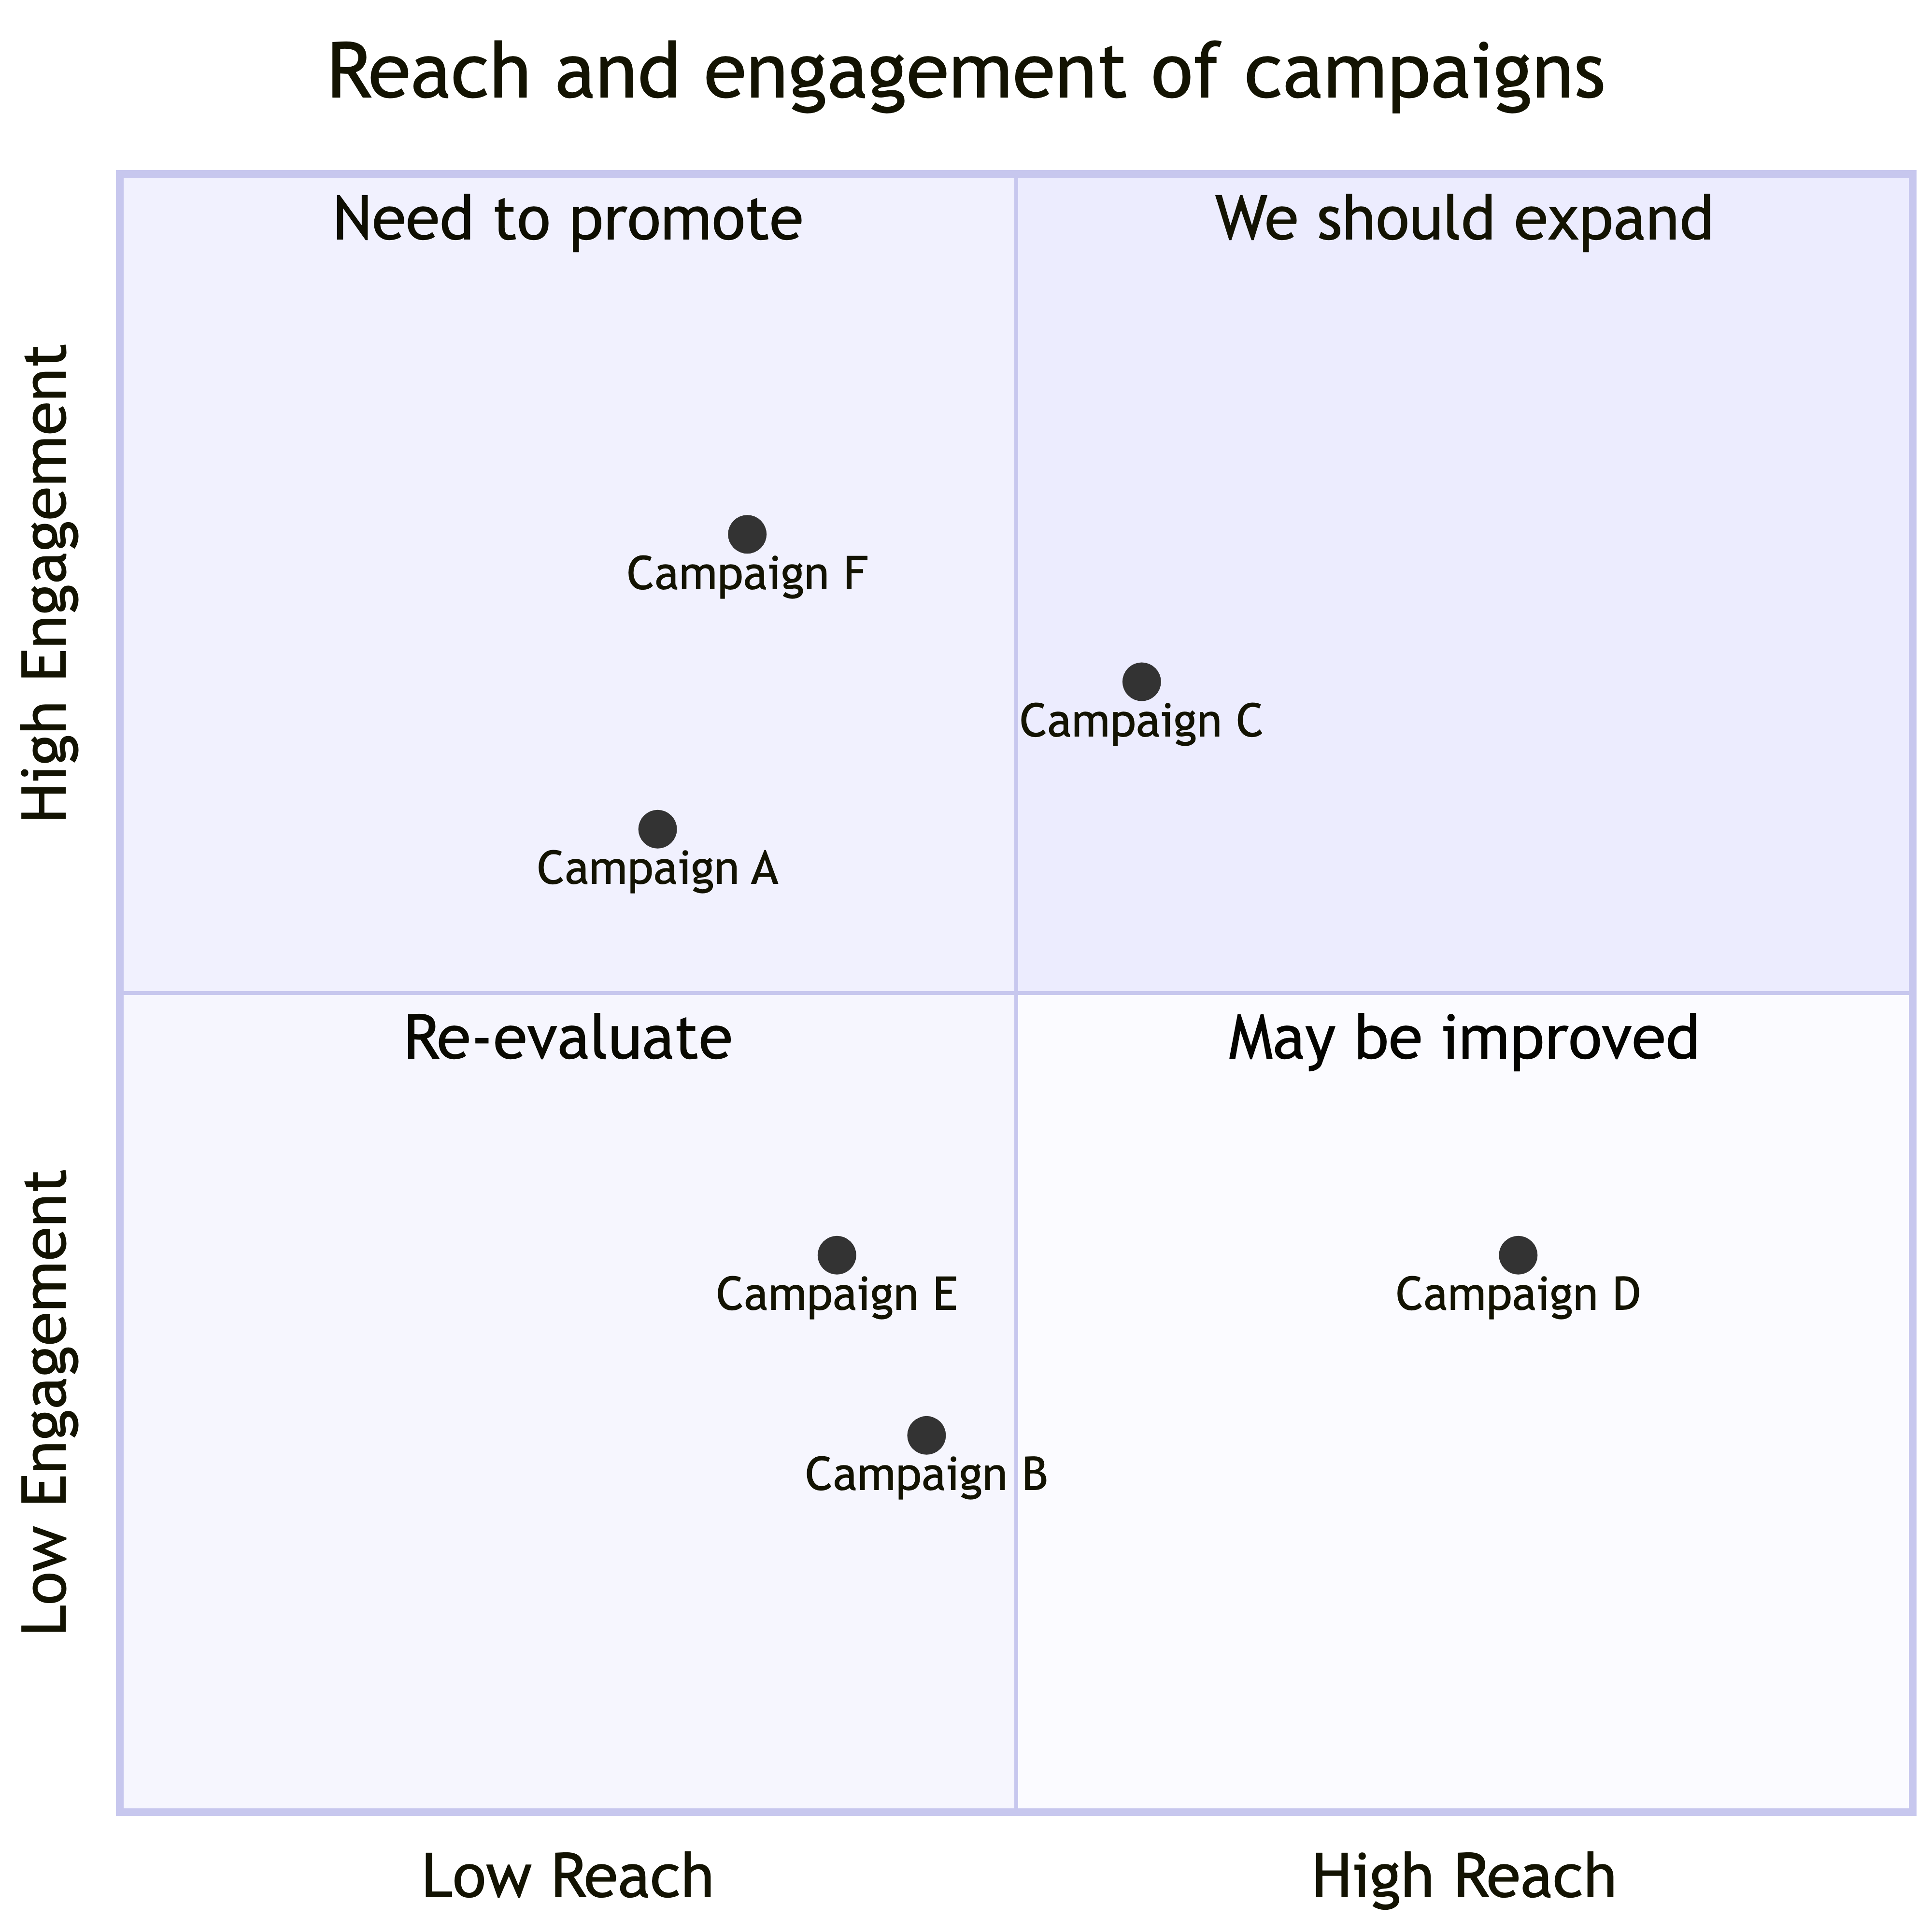 Reach and engagement of campaigns
Need to promote
We should expand
High Engagement
Campaign F
Campaign C
Campaign A
Re-evaluate
May be improved
Low Engagement
Campaign E
Campaign D
Campaign B
Low Reach
High Reach